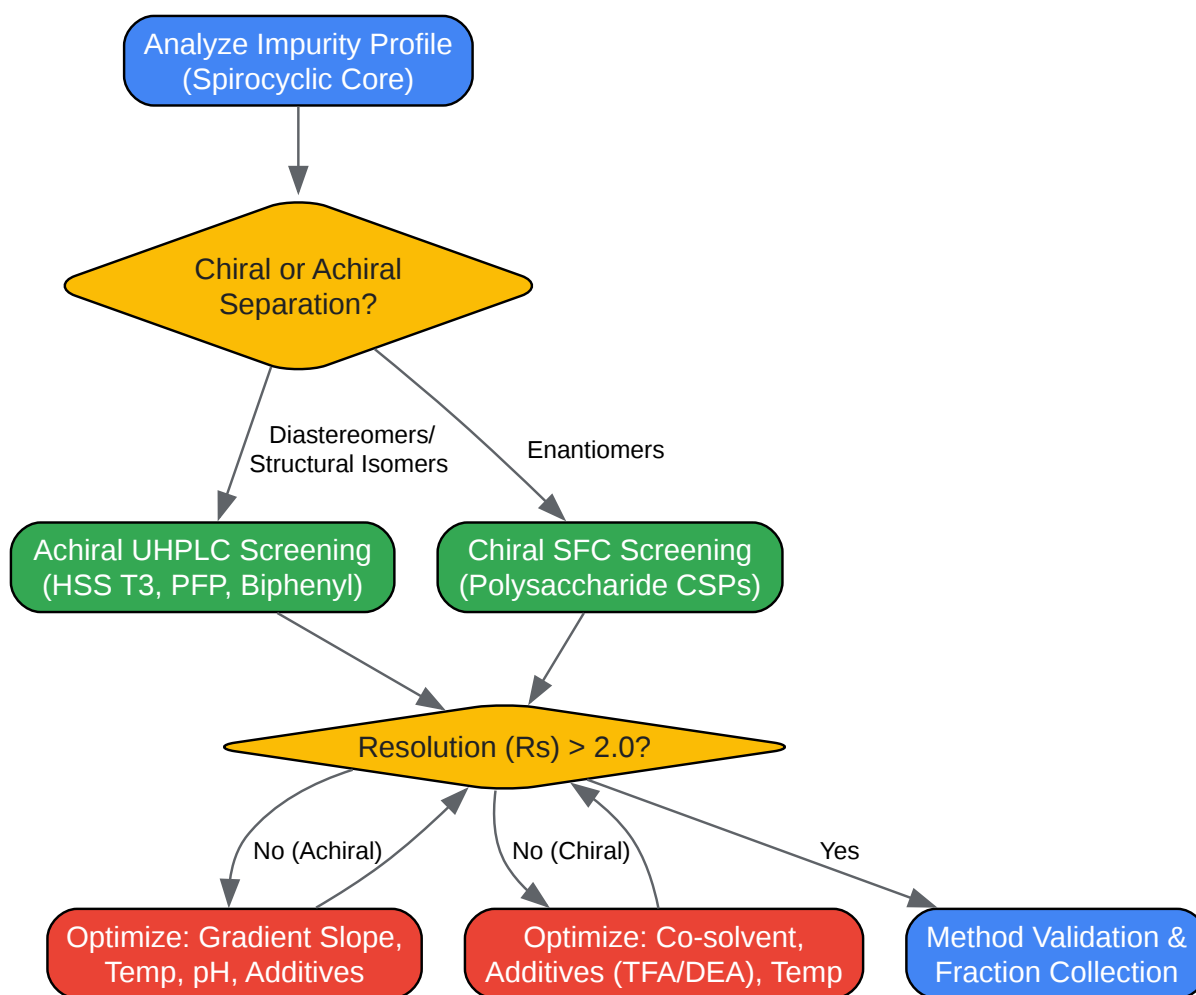 Analyze Impurity Profile
(Spirocyclic Core)
Chiral or Achiral
Separation?
Diastereomers/
Structural Isomers
Enantiomers
Achiral UHPLC Screening
(HSS T3, PFP, Biphenyl)
Chiral SFC Screening
(Polysaccharide CSPs)
Resolution (Rs) > 2.0?
No (Achiral)
No (Chiral)
Yes
Optimize: Gradient Slope,
Temp, pH, Additives
Optimize: Co-solvent,
Additives (TFA/DEA), Temp
Method Validation &
Fraction Collection